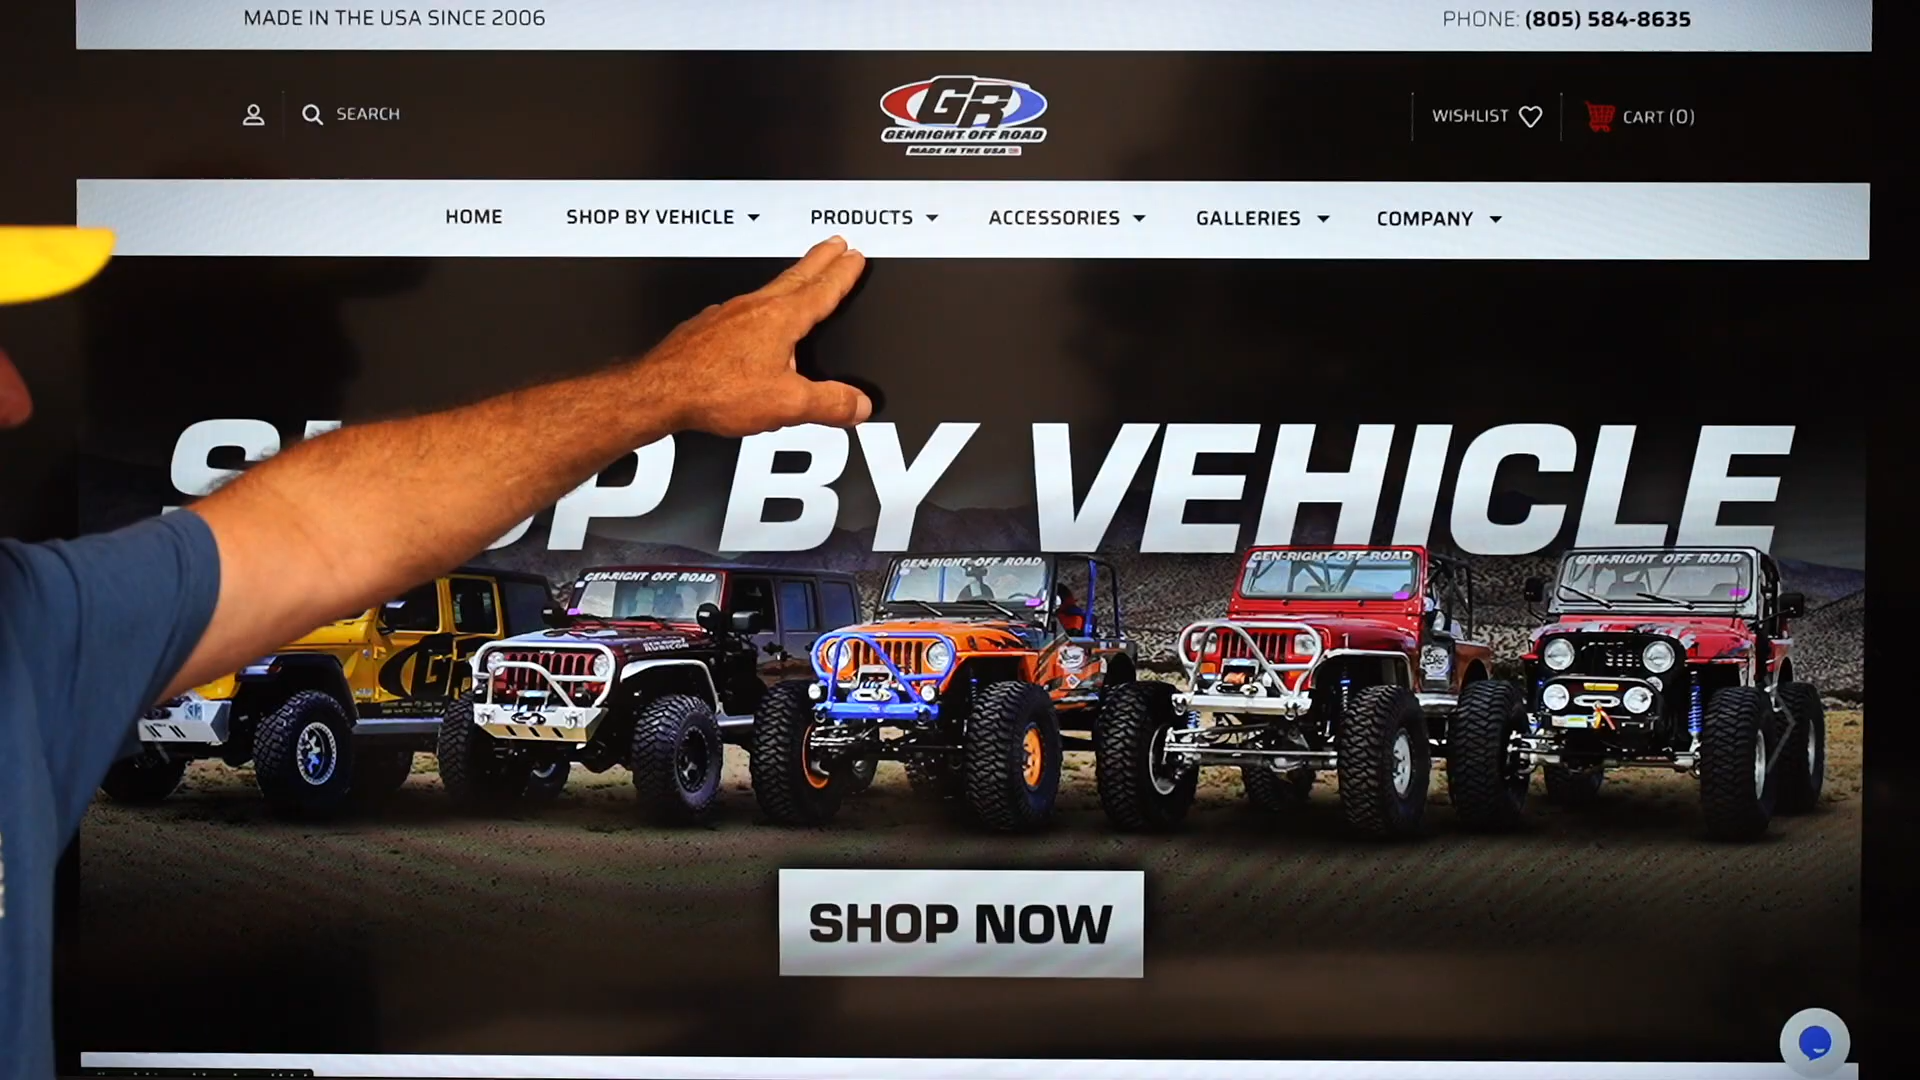 MADE IN THE USA SINCE 2006
PHONE: (805) 584-8635
SEARCH
GR
GENRIGHT OFF ROAD
MADE IN THE USA
WISHLIST
CART (0)
HOME
SHOP BY VEHICLE
PRODUCTS
ACCESSORIES
GALLERIES
COMPANY
SHOP BY VEHICLE
GEN-RIGHT OFF ROAD
GEN-RIGHT OFF ROAD
GEN-RIGHT OFF ROAD
GEN-RIGHT OFF ROAD
SHOP NOW